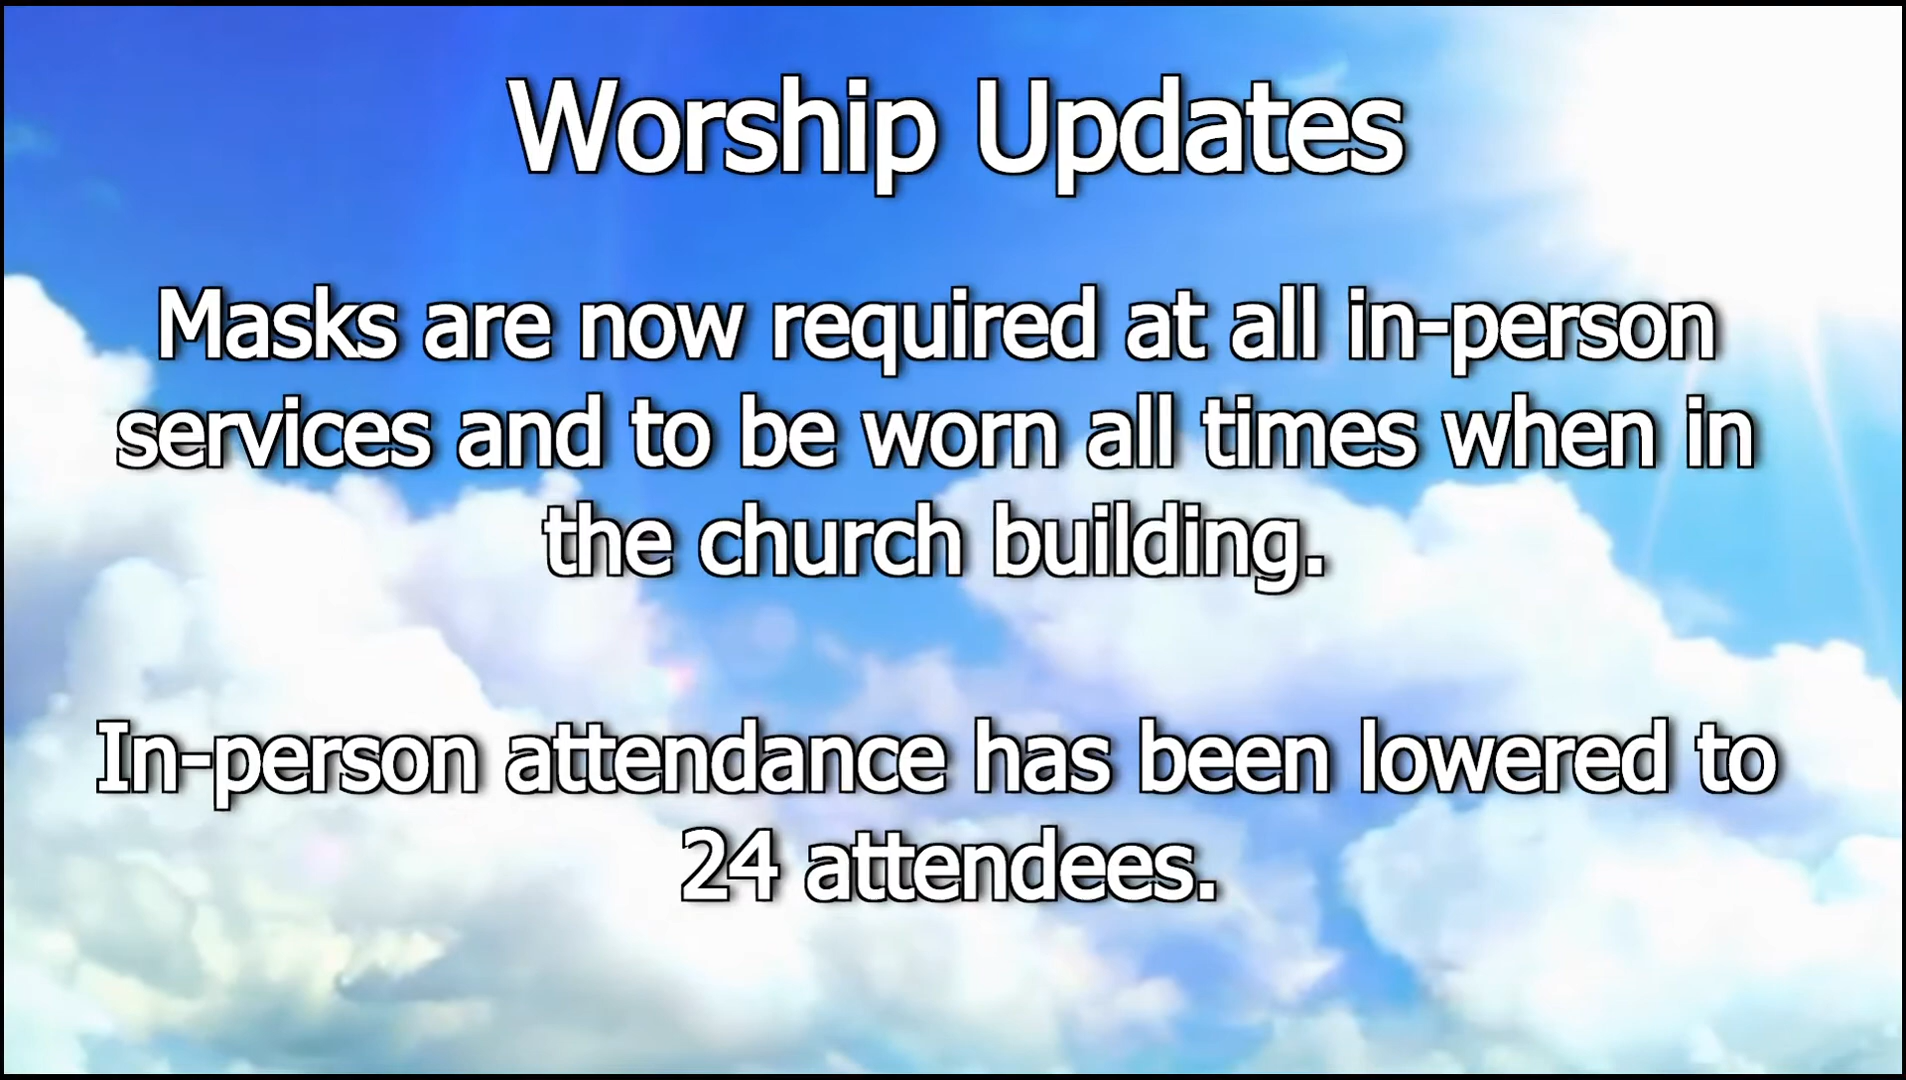 Worship Updates
Masks are now required at all in-person
services and to be worn all times when in
the church building.
In-person attendance has been lowered to
24 attendees.